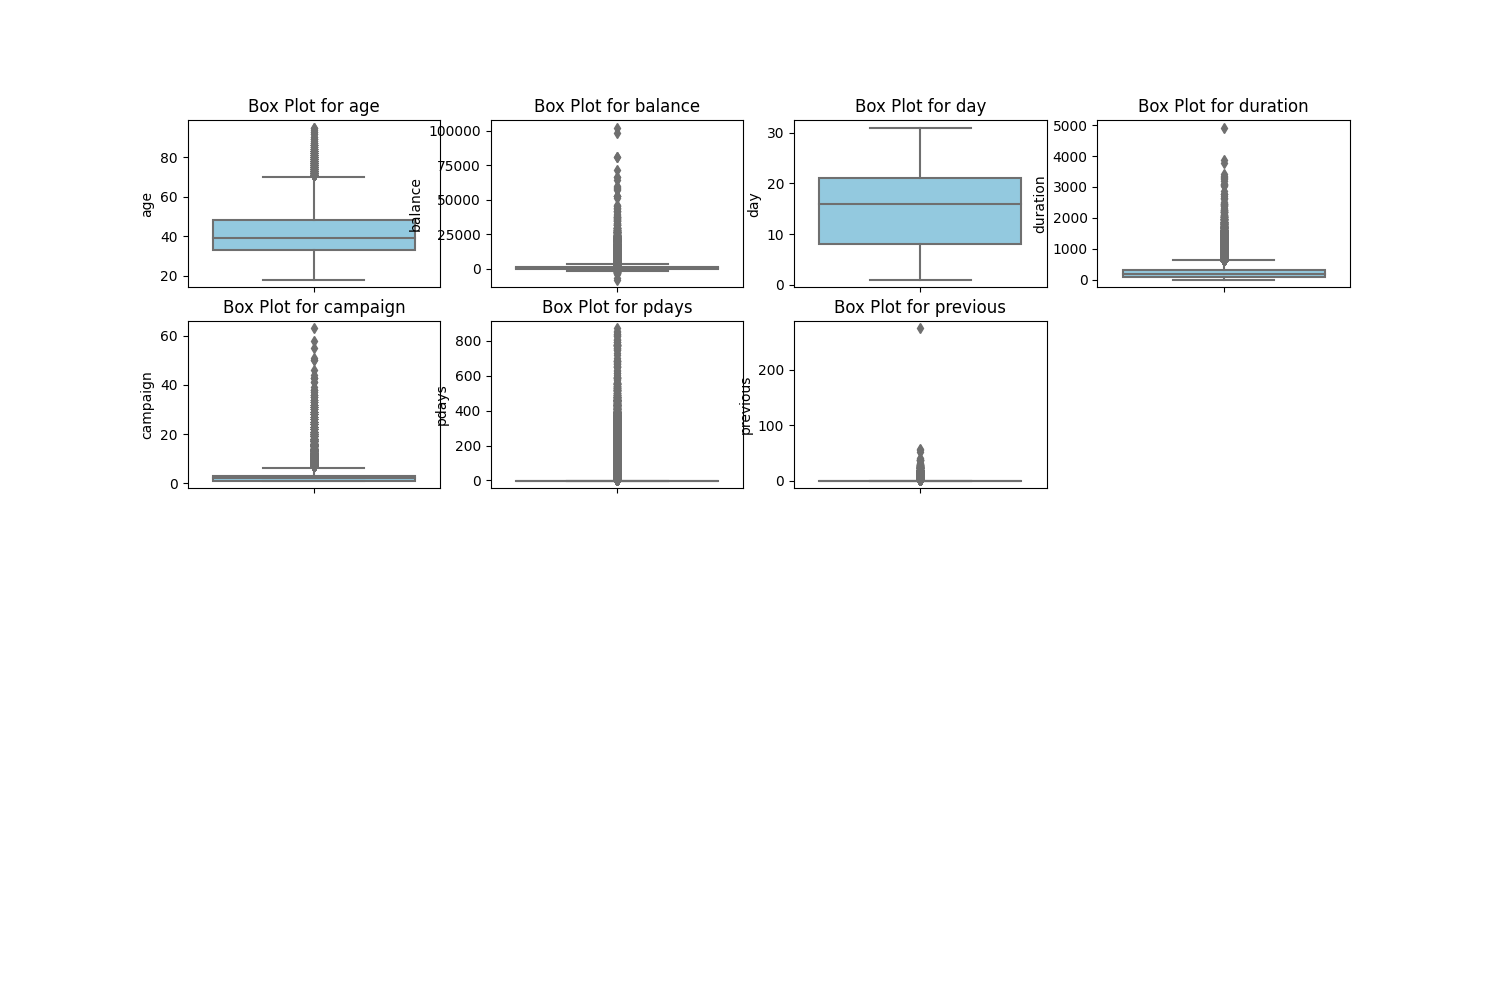 Box Plot for age
80
60
40
20
age
Box Plot for balance
100000
75000
50000
25000
0
balance
Box Plot for day
30
20
10
0
day
Box Plot for duration
5000
4000
3000
2000
1000
0
duration
Box Plot for campaign
60
40
20
0
campaign
Box Plot for pdays
800
600
400
200
0
pdays
Box Plot for previous
200
100
0
previous